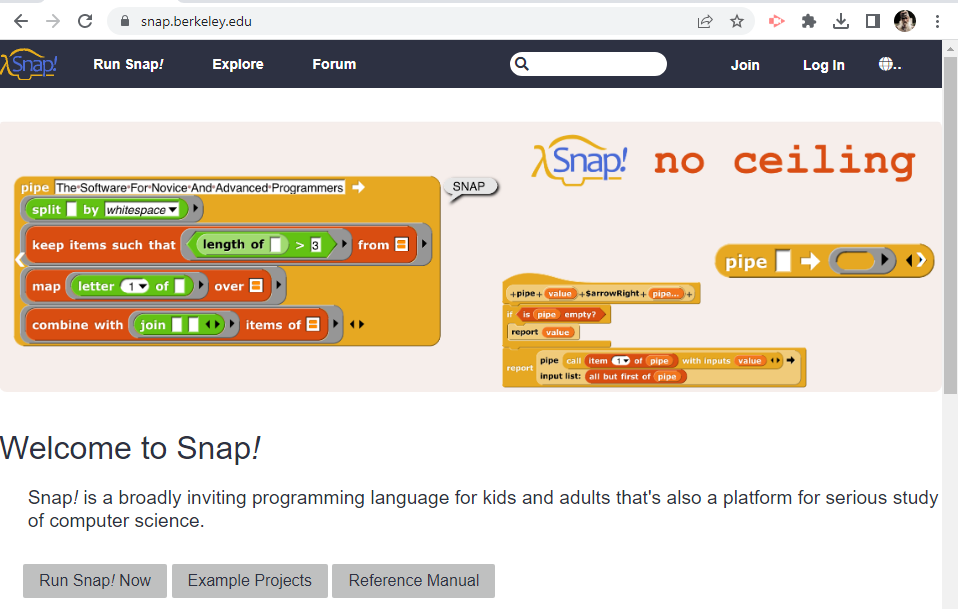 snap.berkeley.edu
λSnap! Run Snap! Explore Forum Join Log In ..
λSnap! no ceiling
pipe The•Software•For•Novice•And•Advanced•Programmers
SNAP
split by whitespace
keep items such that length of > 3 from
map letter 1 of over
combine with join items of
pipe
+pipe+ value +$arrowRight+ pipe... +
if is pipe empty?
report value
report pipe call item 1 of pipe with inputs value
input list: all but first of pipe
Welcome to Snap!
Snap! is a broadly inviting programming language for kids and adults that's also a platform for serious study
of computer science.
Run Snap! Now Example Projects Reference Manual